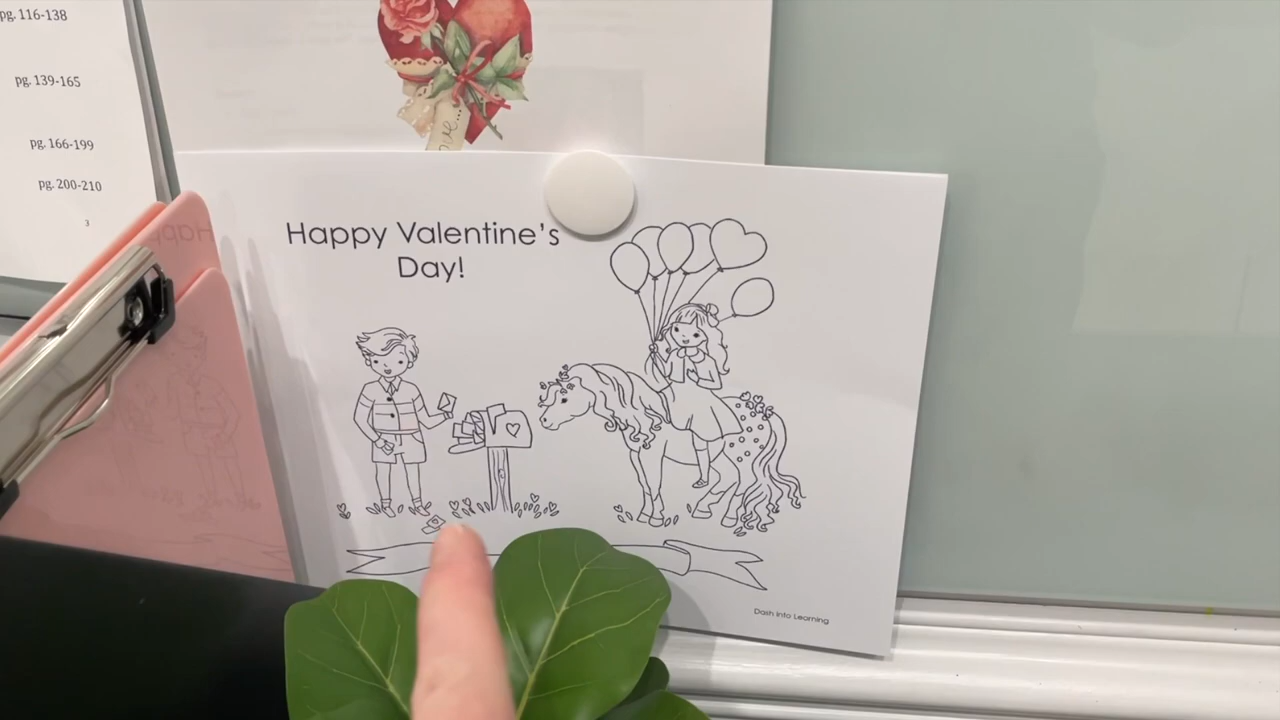 pg. 116-138
pg. 139-165
pg. 166-199
pg. 200-210
3
Happy Valentine's
Day!
Dash into Learning